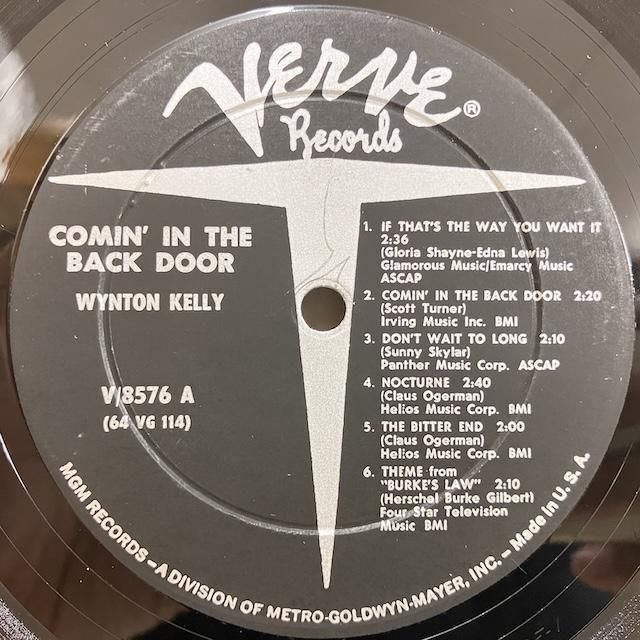 VERVE®
Records
COMIN' IN THE
BACK DOOR
WYNTON KELLY
V/8576 A
(64 VG 114)
1. IF THAT'S THE WAY YOU WANT IT
2:36
(Gloria Shayne-Edna Lewis)
Glamorous Music/Emarcy Music
ASCAP
2. COMIN' IN THE BACK DOOR 2:20
(Scott Turner)
Irving Music Inc. BMI
3. DON'T WAIT TO LONG 2:10
(Sunny Skylar)
Panther Music Corp. ASCAP
4. NOCTURNE 2:40
(Claus Ogerman)
Helios Music Corp. BMI
5. THE BITTER END 2:00
(Claus Ogerman)
Helios Music Corp. BMI
6. THEME from
"BURKE'S LAW" 2:10
(Herschel Burke Gilbert)
Four Star Television
Music BMI
MGM RECORDS – A DIVISION OF METRO-GOLDWYN-MAYER, INC. – Made in U.S.A.